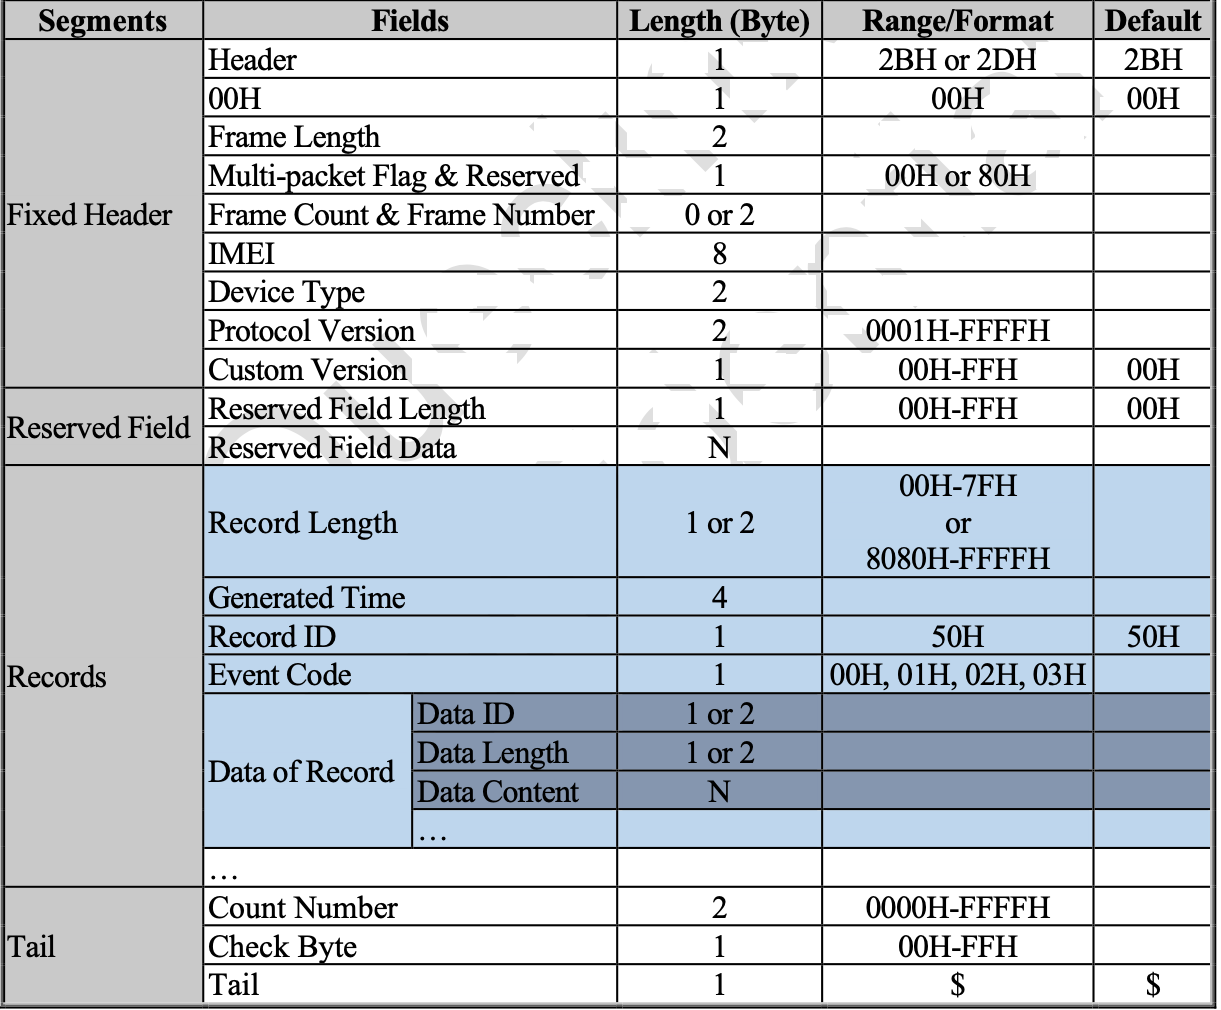 Segments Fields Length (Byte) Range/Format Default
Fixed Header
Header 1 2BH or 2DH 2BH
00H 1 00H 00H
Frame Length 2
Multi-packet Flag & Reserved 1 00H or 80H
Frame Count & Frame Number 0 or 2
IMEI 8
Device Type 2
Protocol Version 2 0001H-FFFFH
Custom Version 1 00H-FFH 00H
Reserved Field
Reserved Field Length 1 00H-FFH 00H
Reserved Field Data N
Records
Record Length 1 or 2 00H-7FH
or
8080H-FFFFH
Generated Time 4
Record ID 1 50H 50H
Event Code 1 00H, 01H, 02H, 03H
Data of Record
Data ID 1 or 2
Data Length 1 or 2
Data Content N
…
…
Tail
Count Number 2 0000H-FFFFH
Check Byte 1 00H-FFH
Tail 1 $ $